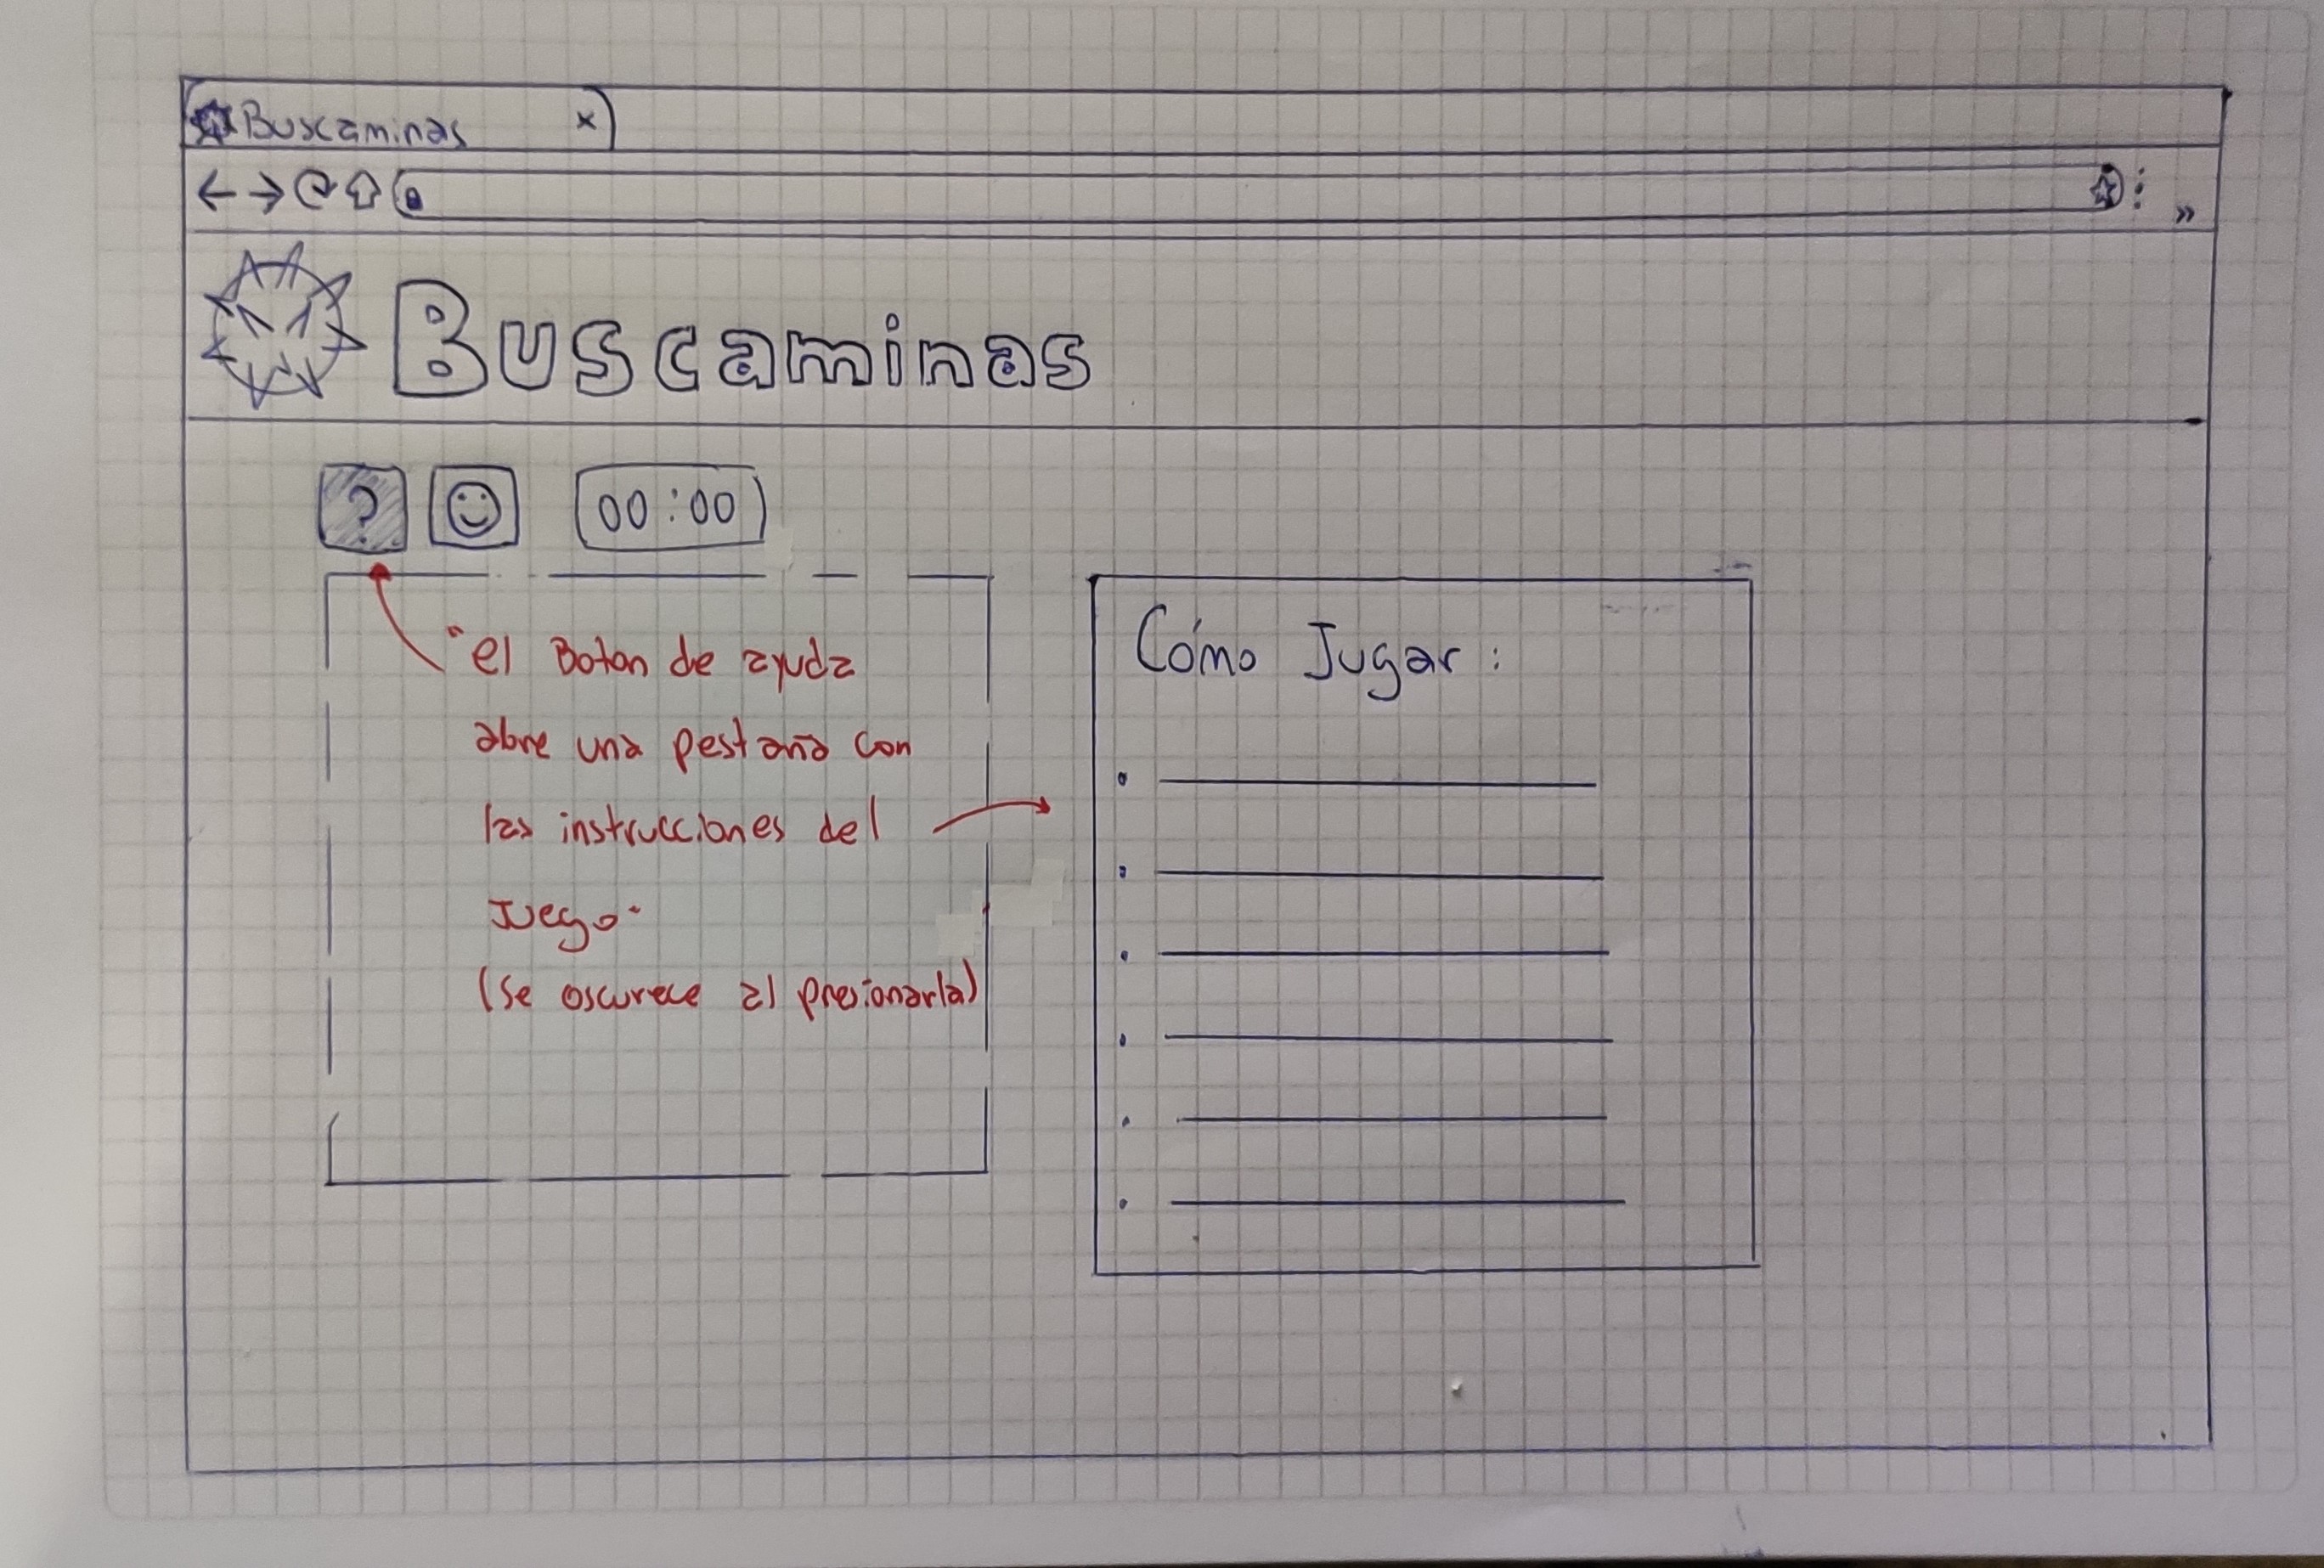 Buscaminas x
Buscaminas
? 00:00
"el Boton de ayuda
abre una pestaña con
las instrucciones del
Juego"
(Se oscurece al presionarla)
Cómo Jugar: